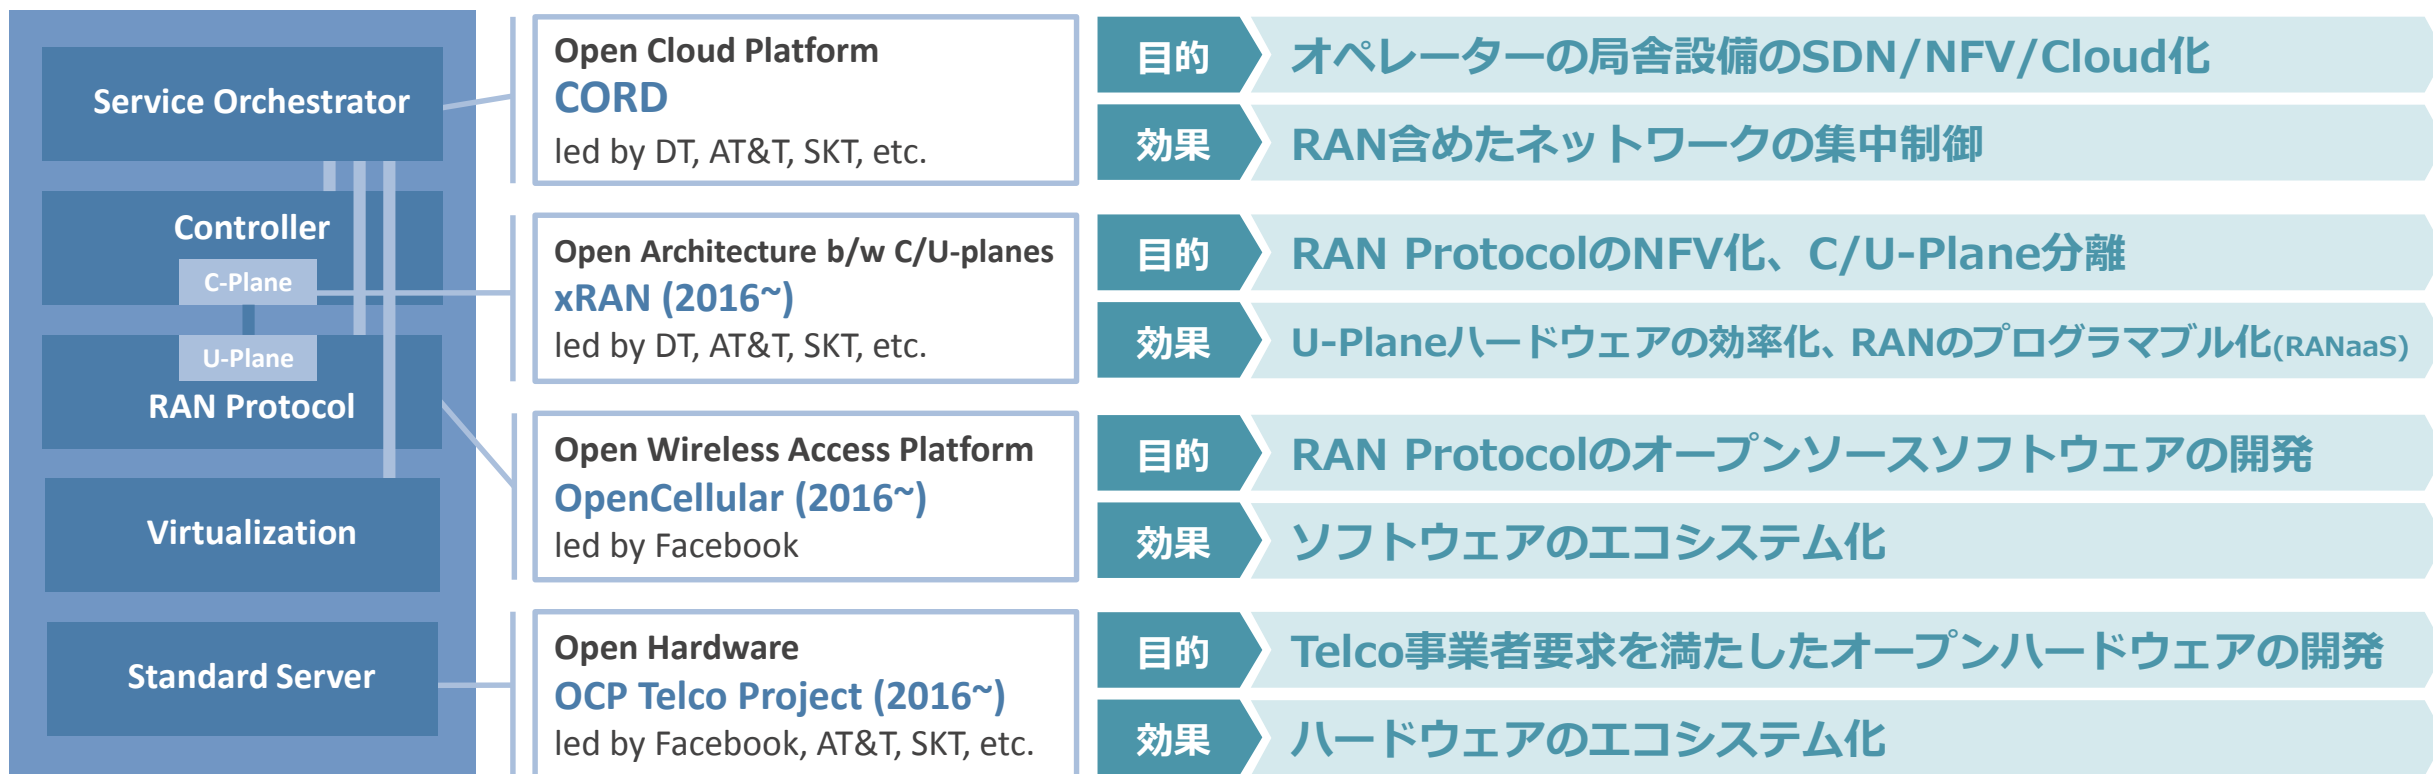 Service Orchestrator
Controller
C-Plane
U-Plane
RAN Protocol
Virtualization
Standard Server
Open Cloud Platform
CORD
led by DT, AT&T, SKT, etc.
目的
オペレーターの局舎設備のSDN/NFV/Cloud化
効果
RAN含めたネットワークの集中制御
Open Architecture b/w C/U-planes
xRAN (2016~)
led by DT, AT&T, SKT, etc.
目的
RAN ProtocolのNFV化、C/U-Plane分離
効果
U-Planeハードウェアの効率化、RANのプログラマブル化(RANaaS)
Open Wireless Access Platform
OpenCellular (2016~)
led by Facebook
目的
RAN Protocolのオープンソースソフトウェアの開発
効果
ソフトウェアのエコシステム化
Open Hardware
OCP Telco Project (2016~)
led by Facebook, AT&T, SKT, etc.
目的
Telco事業者要求を満たしたオープンハードウェアの開発
効果
ハードウェアのエコシステム化